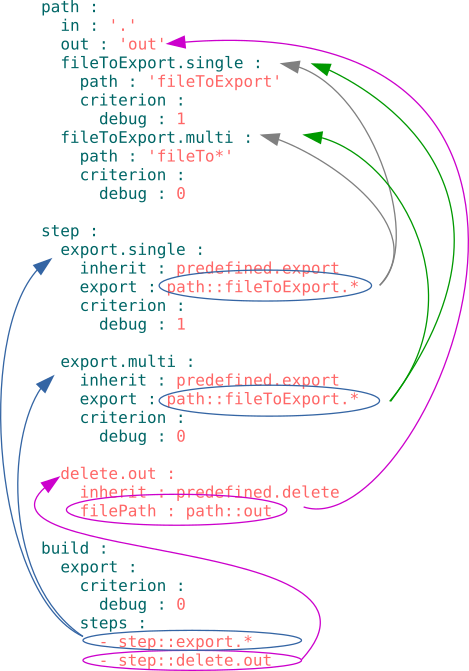 path :
in : '.'
out : 'out'
fileToExport.single :
path : 'fileToExport'
criterion :
debug : 1
fileToExport.multi :
path : 'fileTo*'
criterion :
debug : 0
step :
export.single :
inherit : predefined.export
export : path::fileToExport.*
criterion :
debug : 1
export.multi :
inherit : predefined.export
export : path::fileToExport.*
criterion :
debug : 0
delete.out :
inherit : predefined.delete
filePath : path::out
build :
export :
criterion :
debug : 0
steps :
- step::export.*
- step::delete.out